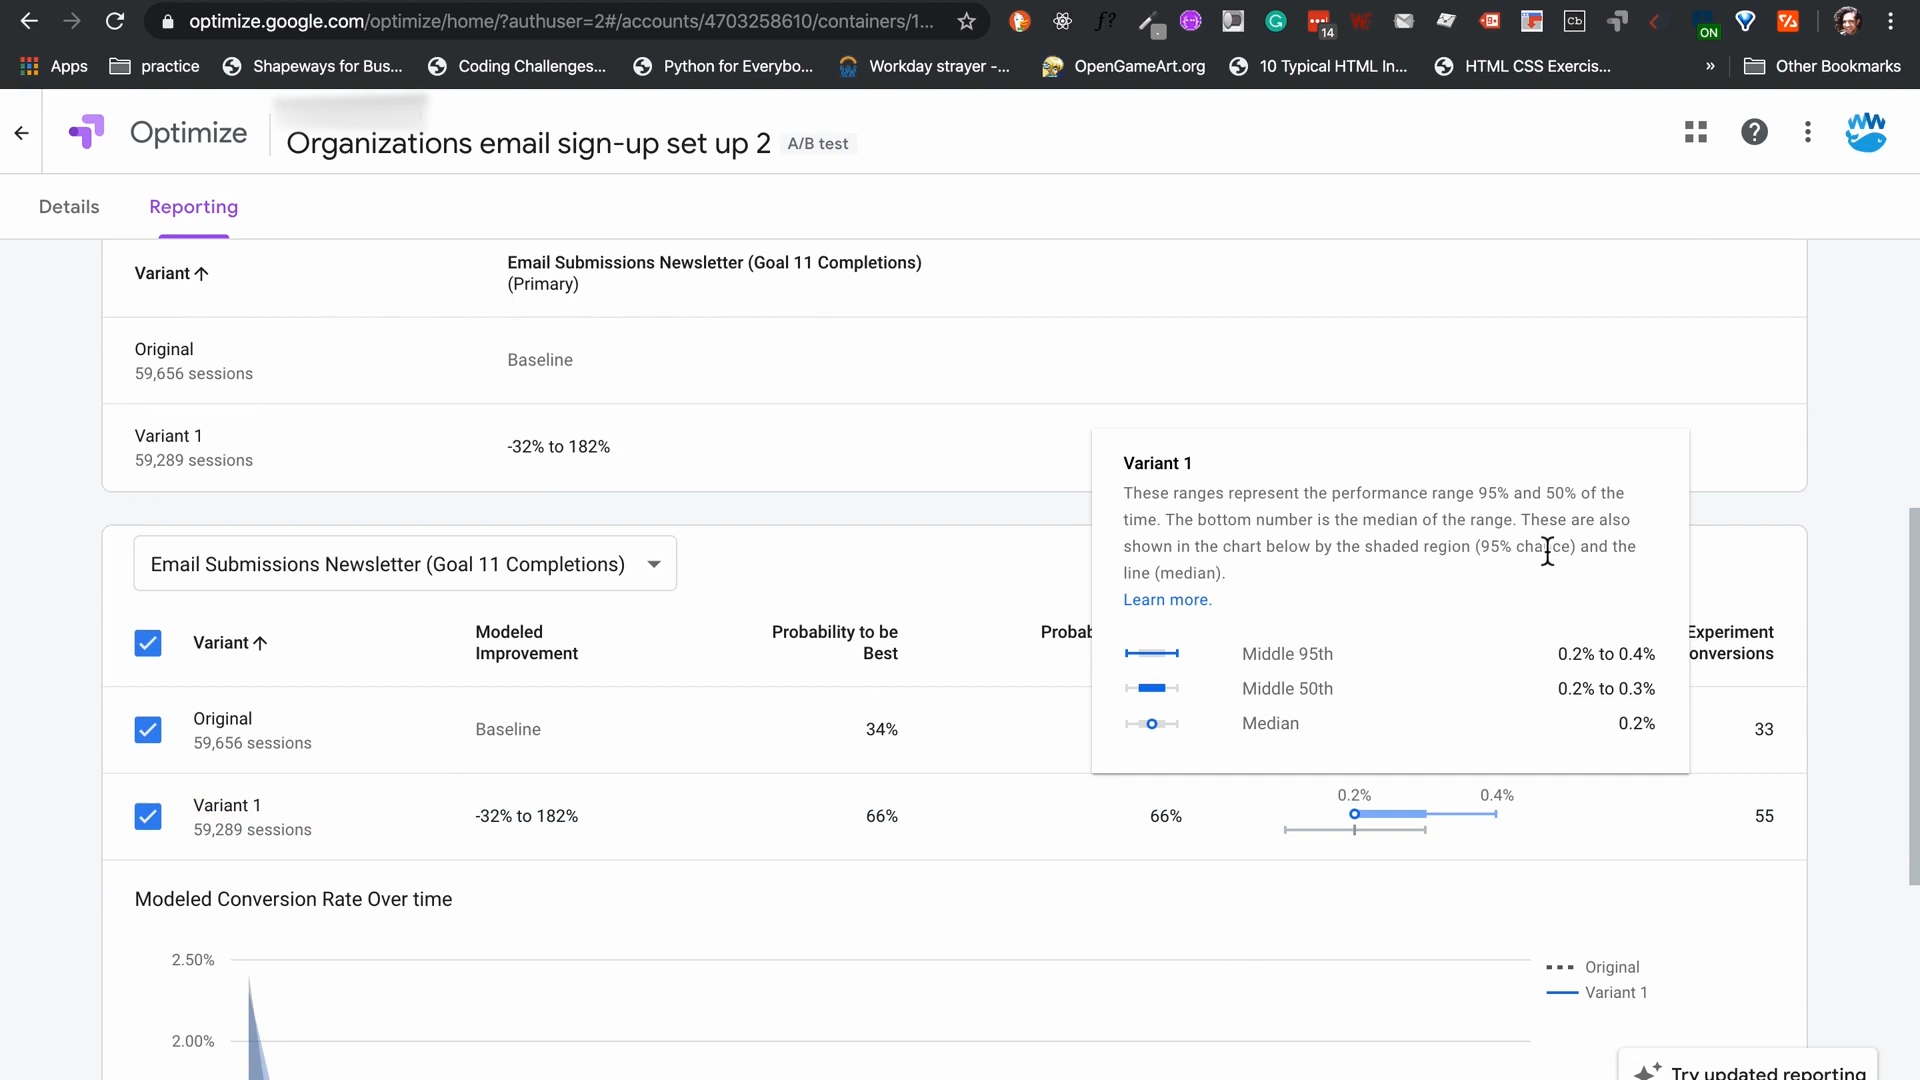 optimize.google.com/optimize/home/?authuser=2#/accounts/4703258610/containers/1...
14
Cb
ON
Apps
practice
Shapeways for Bus...
Coding Challenges...
Python for Everybo...
Workday strayer -...
OpenGameArt.org
10 Typical HTML In...
HTML CSS Exercis...
»
Other Bookmarks
Optimize
Organizations email sign-up set up 2
A/B test
Details
Reporting
Variant
Email Submissions Newsletter (Goal 11 Completions)
(Primary)
Original
59,656 sessions
Baseline
Variant 1
59,289 sessions
-32% to 182%
Variant 1
These ranges represent the performance range 95% and 50% of the
time. The bottom number is the median of the range. These are also
shown in the chart below by the shaded region (95% chance) and the
line (median).
Learn more.
Middle 95th 0.2% to 0.4%
Middle 50th 0.2% to 0.3%
Median 0.2%
Email Submissions Newsletter (Goal 11 Completions)
Variant
Modeled
Improvement
Probability to be
Best
Probab
Experiment
onversions
Original
59,656 sessions
Baseline
34%
33
Variant 1
59,289 sessions
-32% to 182%
66%
66%
0.2%
0.4%
55
Modeled Conversion Rate Over time
2.50%
2.00%
Original
Variant 1
Try updated reporting